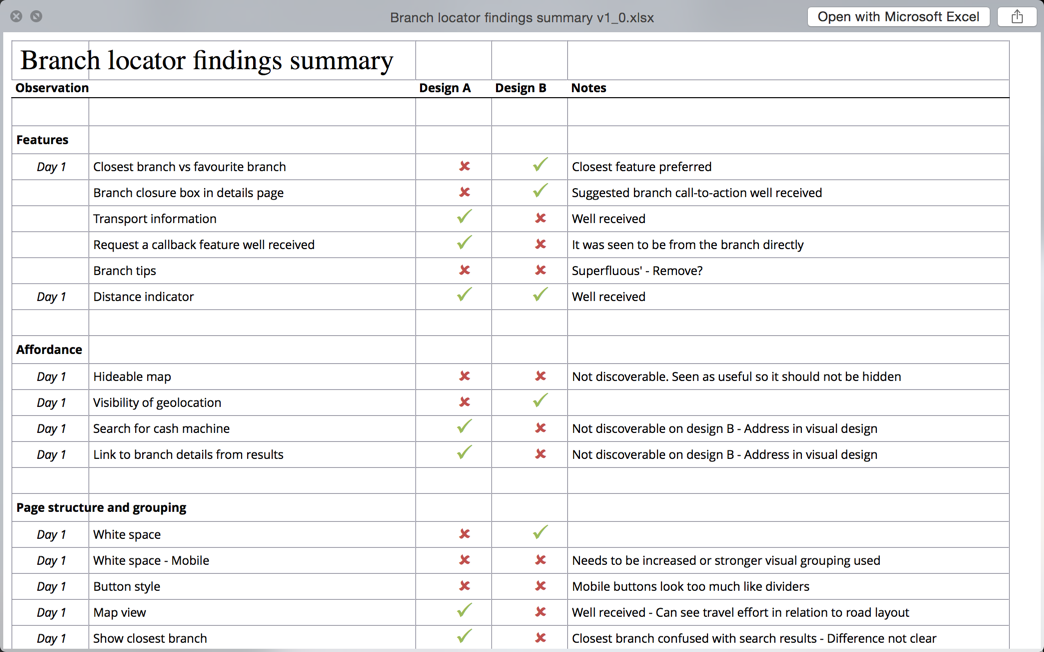 Branch locator findings summary v1_0.xlsx
Open with Microsoft Excel
Branch locator findings summary
Observation Design A Design B Notes
Features
Day 1 Closest branch vs favourite branch ✘ ✓ Closest feature preferred
Branch closure box in details page ✘ ✓ Suggested branch call-to-action well received
Transport information ✓ ✘ Well received
Request a callback feature well received ✓ ✘ It was seen to be from the branch directly
Branch tips ✘ ✘ Superfluous' - Remove?
Day 1 Distance indicator ✓ ✓ Well received
Affordance
Day 1 Hideable map ✘ ✘ Not discoverable. Seen as useful so it should not be hidden
Day 1 Visibility of geolocation ✘ ✓
Day 1 Search for cash machine ✓ ✘ Not discoverable on design B - Address in visual design
Day 1 Link to branch details from results ✓ ✘ Not discoverable on design B - Address in visual design
Page structure and grouping
Day 1 White space ✘ ✓
Day 1 White space - Mobile ✘ ✘ Needs to be increased or stronger visual grouping used
Day 1 Button style ✘ ✘ Mobile buttons look too much like dividers
Day 1 Map view ✓ ✘ Well received - Can see travel effort in relation to road layout
Day 1 Show closest branch ✓ ✘ Closest branch confused with search results - Difference not clear